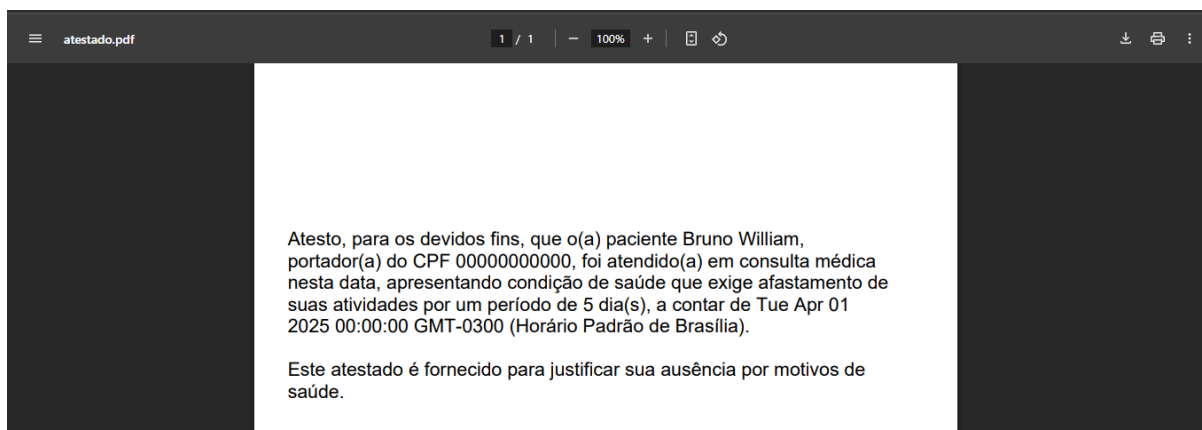 atestado.pdf
1 / 1
100%
Atesto, para os devidos fins, que o(a) paciente Bruno William,
portador(a) do CPF 00000000000, foi atendido(a) em consulta médica
nesta data, apresentando condição de saúde que exige afastamento de
suas atividades por um período de 5 dia(s), a contar de Tue Apr 01
2025 00:00:00 GMT-0300 (Horário Padrão de Brasília).
Este atestado é fornecido para justificar sua ausência por motivos de
saúde.